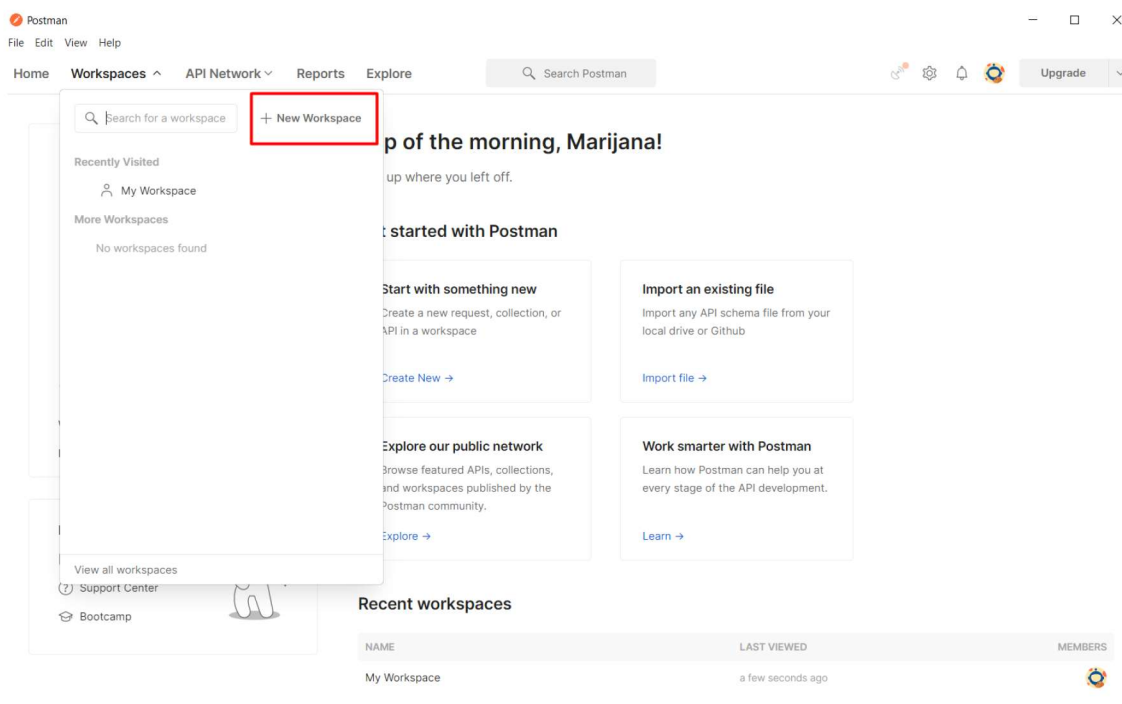 Postman
File Edit View Help
Home Workspaces API Network Reports Explore Search Postman Upgrade
Search for a workspace + New Workspace
Recently Visited
My Workspace
More Workspaces
No workspaces found
View all workspaces
Support Center
Bootcamp
p of the morning, Marijana!
up where you left off.
t started with Postman
Start with something new
Create a new request, collection, or
API in a workspace
Create New →
Import an existing file
Import any API schema file from your
local drive or Github
Import file →
Explore our public network
Browse featured APIs, collections,
and workspaces published by the
Postman community.
Explore →
Work smarter with Postman
Learn how Postman can help you at
every stage of the API development.
Learn →
Recent workspaces
NAME LAST VIEWED MEMBERS
My Workspace a few seconds ago